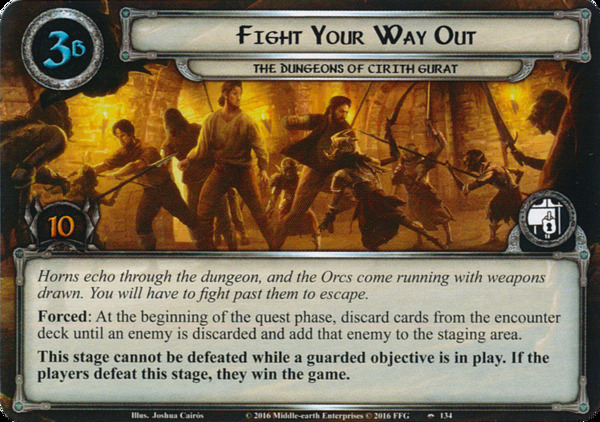 3B
FIGHT YOUR WAY OUT
THE DUNGEONS OF CIRITH GURAT
10
Horns echo through the dungeon, and the Orcs come running with weapons
drawn. You will have to fight past them to escape.
Forced: At the beginning of the quest phase, discard cards from the encounter
deck until an enemy is discarded and add that enemy to the staging area.
This stage cannot be defeated while a guarded objective is in play. If the
players defeat this stage, they win the game.
Illus. Joshua Cairós © 2016 Middle-earth Enterprises © 2016 FFG 134